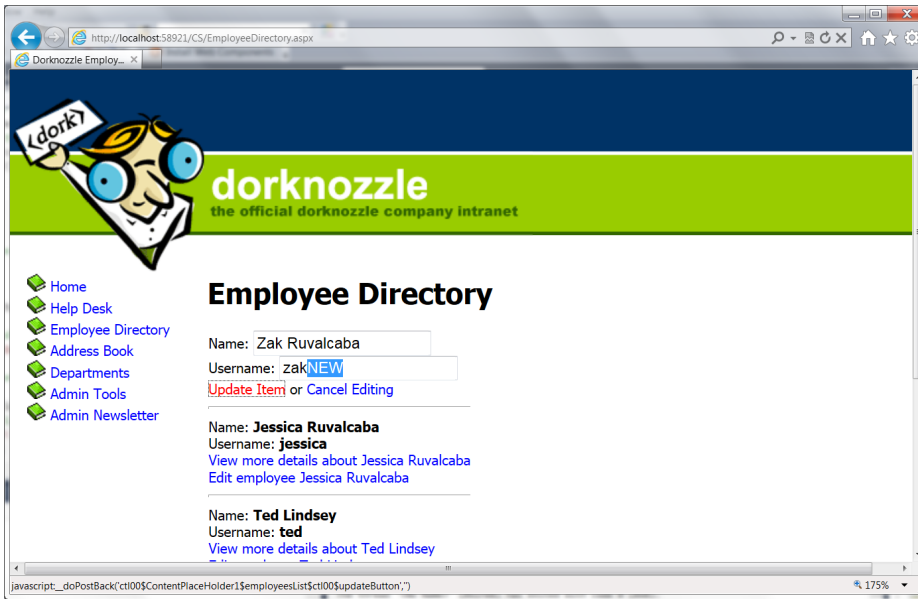 http://localhost:58921/CS/EmployeeDirectory.aspx
Dorknozzle Employ...
<dork>
dorknozzle
the official dorknozzle company intranet
Home
Help Desk
Employee Directory
Address Book
Departments
Admin Tools
Admin Newsletter
Employee Directory
Name: Zak Ruvalcaba
Username: zakNEW
Update Item or Cancel Editing
Name: Jessica Ruvalcaba
Username: jessica
View more details about Jessica Ruvalcaba
Edit employee Jessica Ruvalcaba
Name: Ted Lindsey
Username: ted
View more details about Ted Lindsey
javascript:__doPostBack('ctl00$ContentPlaceHolder1$employeesList$ctl00$updateButton','')
175%